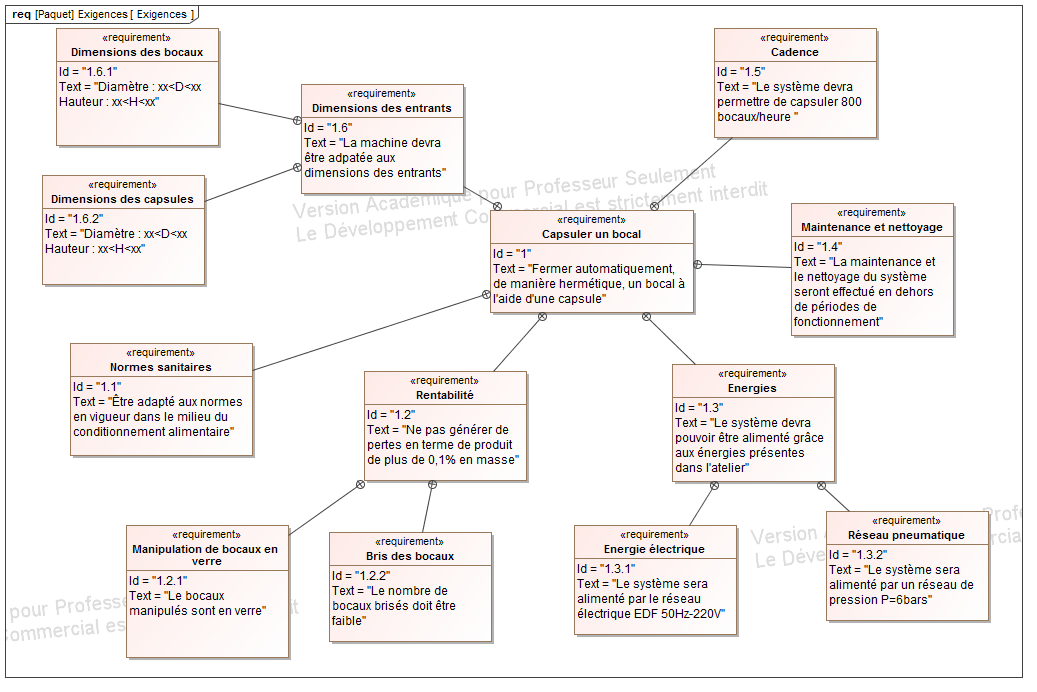 req [Paquet] Exigences [ Exigences ]
«requirement»
Dimensions des bocaux
Id = "1.6.1"
Text = "Diamètre : xx<D<xx
Hauteur : xx<H<xx"
«requirement»
Cadence
Id = "1.5"
Text = "Le système devra
permettre de capsuler 800
bocaux/heure "
«requirement»
Dimensions des entrants
Id = "1.6"
Text = "La machine devra
être adpatée aux
dimensions des entrants"
«requirement»
Dimensions des capsules
Id = "1.6.2"
Text = "Diamètre : xx<D<xx
Hauteur : xx<H<xx"
Version Académique pour Professeur Seulement
Le Développement Commercial est strictement interdit
«requirement»
Capsuler un bocal
Id = "1"
Text = "Fermer automatiquement,
de manière hermétique, un bocal à
l'aide d'une capsule"
«requirement»
Maintenance et nettoyage
Id = "1.4"
Text = "La maintenance et
le nettoyage du système
seront effectué en dehors
de périodes de
fonctionnement"
«requirement»
Normes sanitaires
Id = "1.1"
Text = "Être adapté aux normes
en vigueur dans le milieu du
conditionnement alimentaire"
«requirement»
Rentabilité
Id = "1.2"
Text = "Ne pas générer de
pertes en terme de produit
de plus de 0,1% en masse"
«requirement»
Energies
Id = "1.3"
Text = "Le système devra
pouvoir être alimenté grâce
aux énergies présentes
dans l'atelier"
«requirement»
Manipulation de bocaux en
verre
Id = "1.2.1"
Text = "Le bocaux
manipulés sont en verre"
«requirement»
Bris des bocaux
Id = "1.2.2"
Text = "Le nombre de
bocaux brisés doit être
faible"
«requirement»
Energie électrique
Id = "1.3.1"
Text = "Le système sera
alimenté par le réseau
électrique EDF 50Hz-220V"
«requirement»
Réseau pneumatique
Id = "1.3.2"
Text = "Le système sera
alimenté par un réseau de
pression P=6bars"
pour Profess
Commercial es
Version
Le Dével